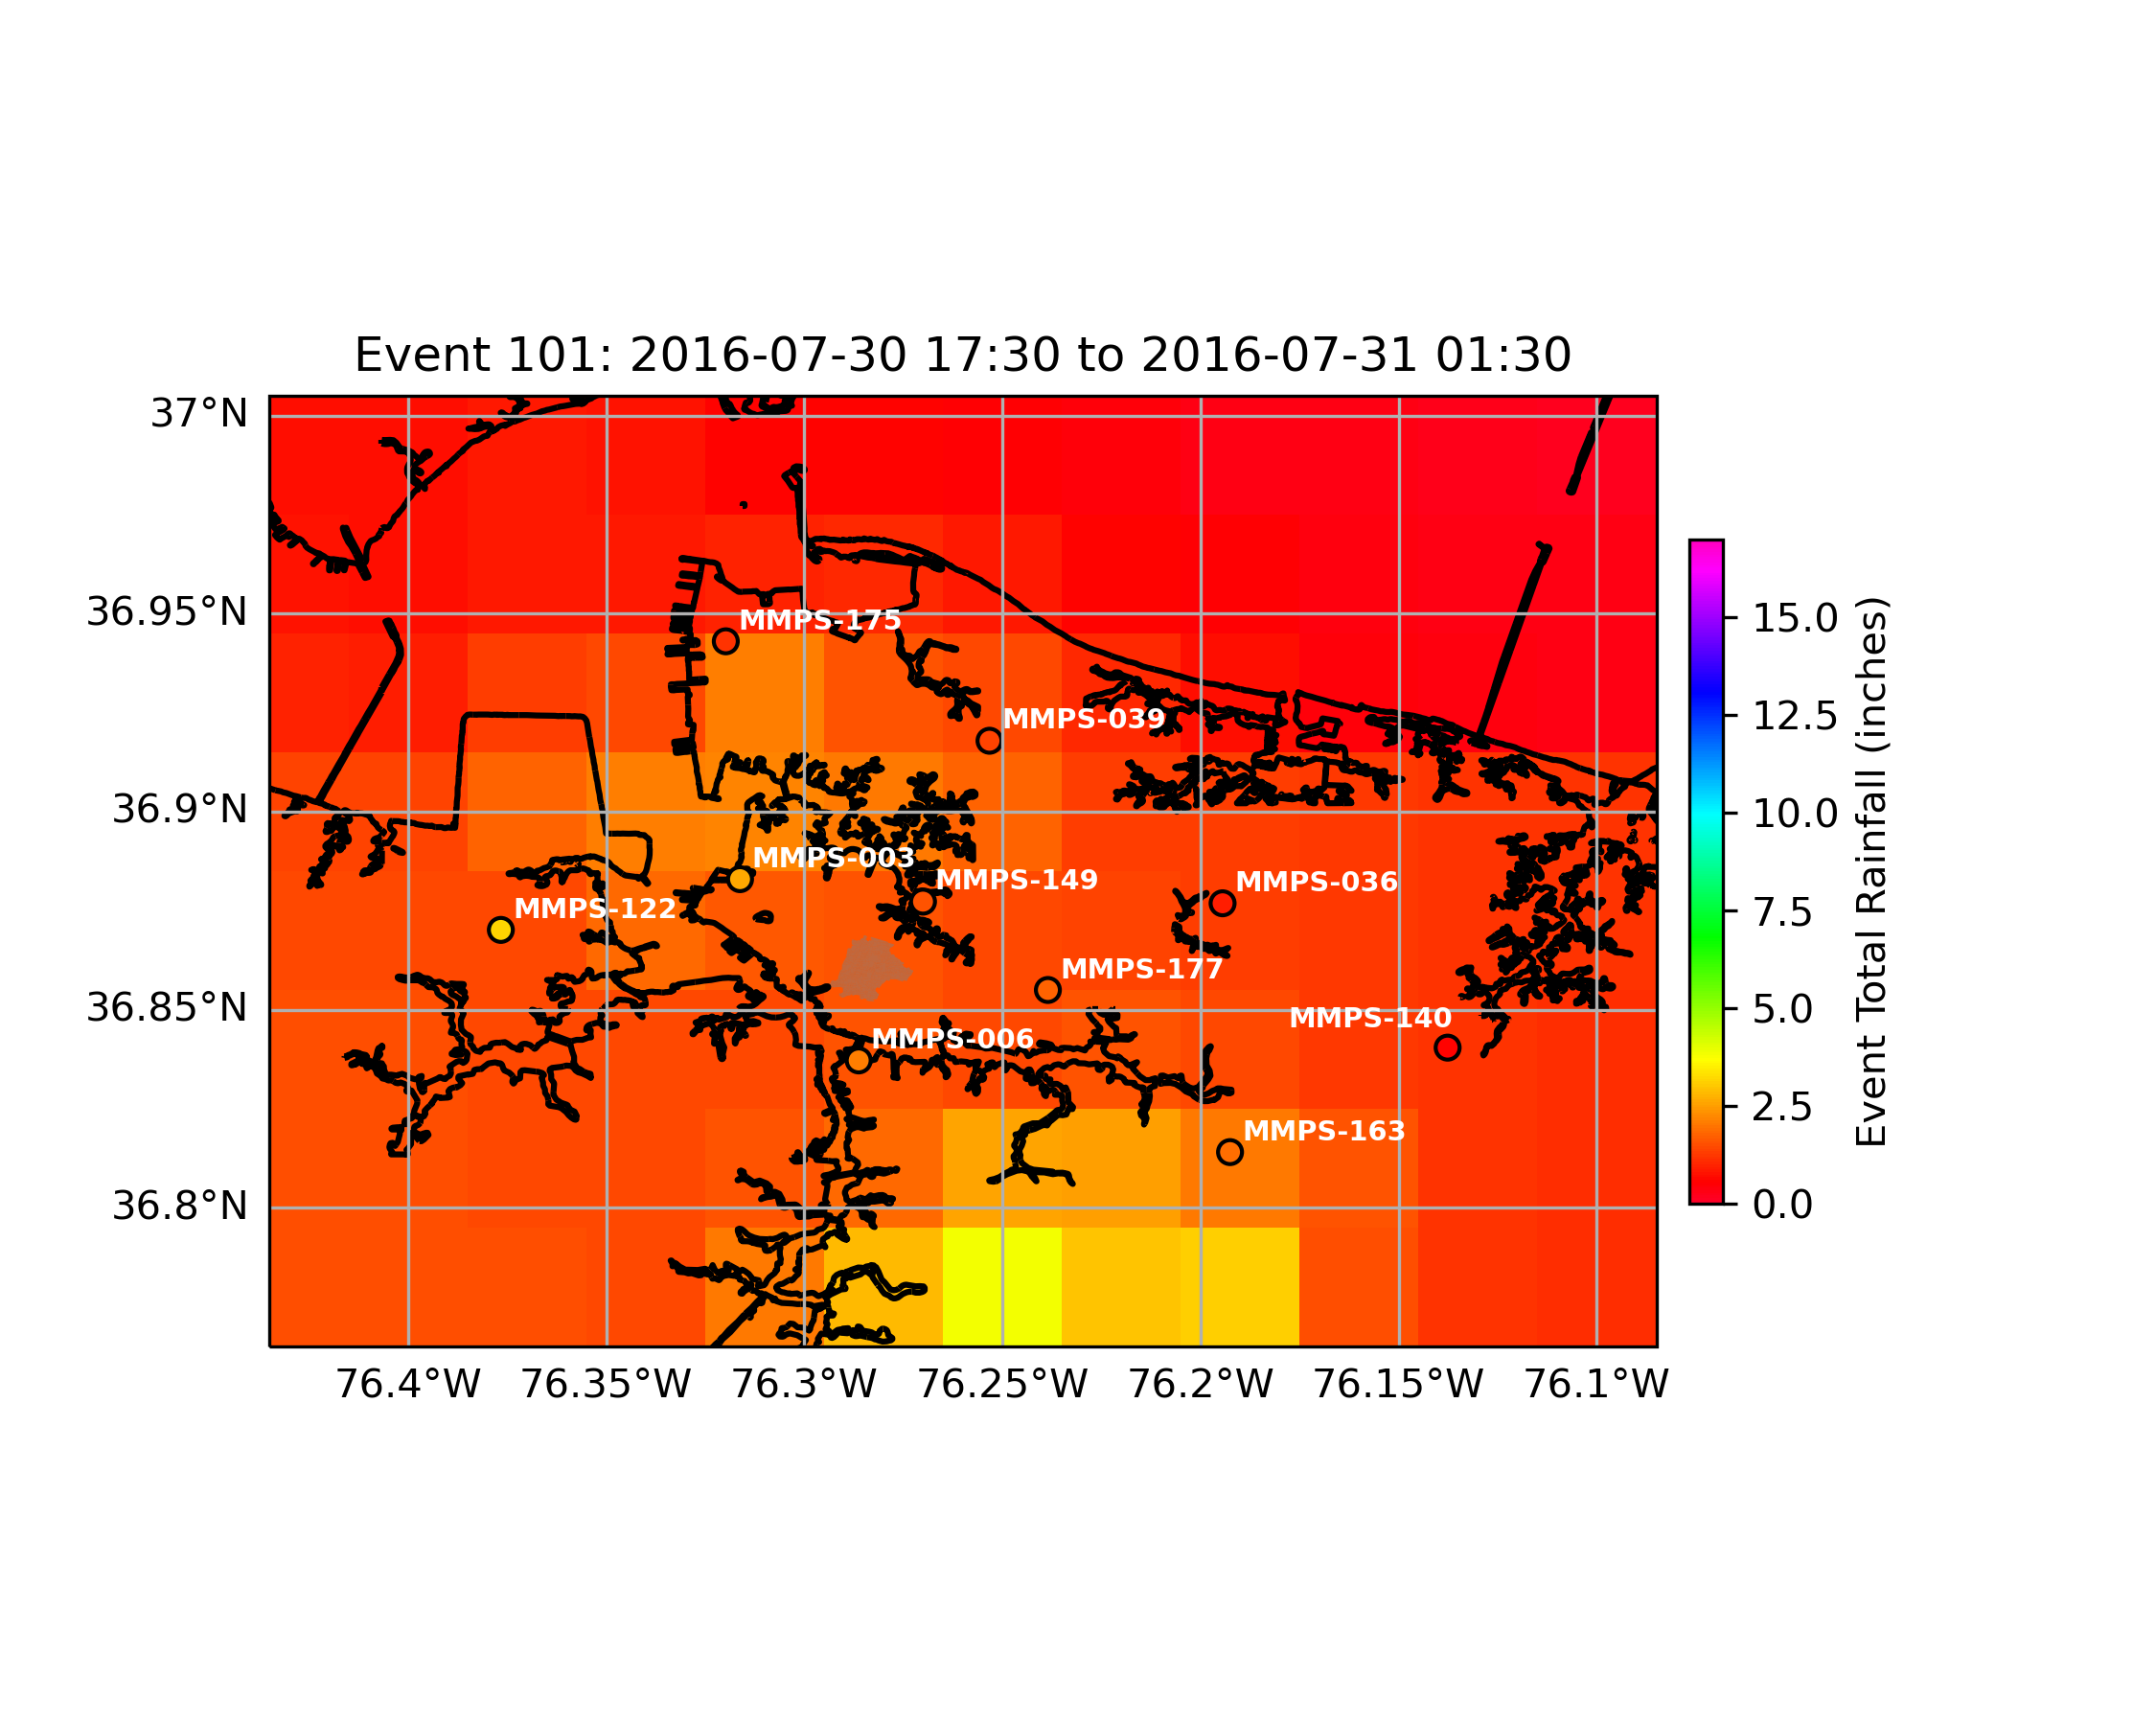 Event 101: 2016-07-30 17:30 to 2016-07-31 01:30
37°N
36.95°N
36.9°N
36.85°N
36.8°N
MMPS-175
MMPS-039
MMPS-003
MMPS-149
MMPS-036
MMPS-122
MMPS-177
MMPS-140
MMPS-006
MMPS-163
76.4°W
76.35°W
76.3°W
76.25°W
76.2°W
76.15°W
76.1°W
15.0
12.5
10.0
7.5
5.0
2.5
0.0
Event Total Rainfall (inches)